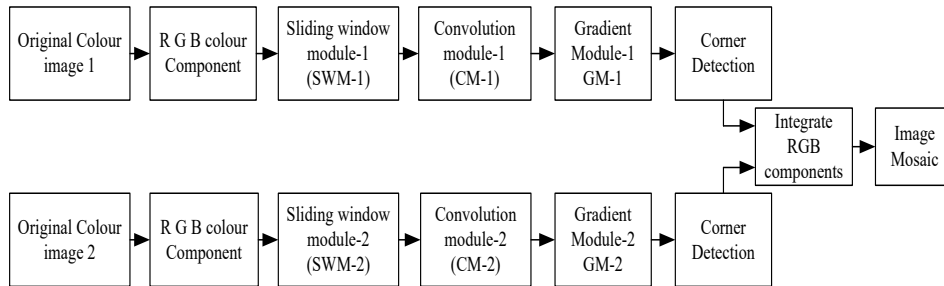 Original Colour
image 1
R G B colour
Component
Sliding window
module-1
(SWM-1)
Convolution
module-1
(CM-1)
Gradient
Module-1
GM-1
Corner
Detection
Integrate
RGB
components
Image
Mosaic
Original Colour
image 2
R G B colour
Component
Sliding window
module-2
(SWM-2)
Convolution
module-2
(CM-2)
Gradient
Module-2
GM-2
Corner
Detection